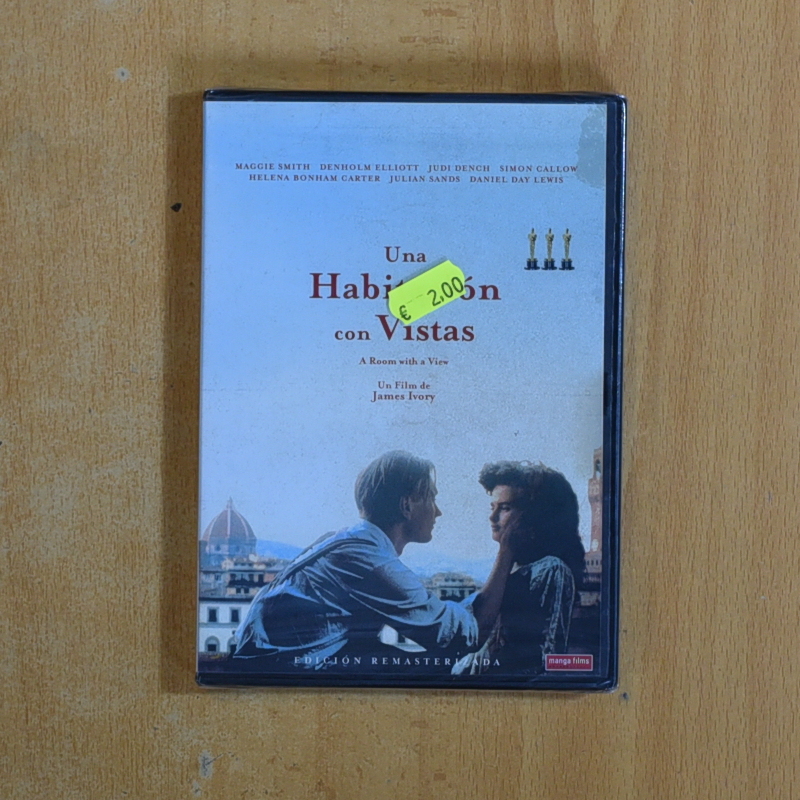 MAGGIE SMITH DENHOLM ELLIOTT JUDI DENCH SIMON CALLOW
HELENA BONHAM CARTER JULIAN SANDS DANIEL DAY LEWIS
Una
Habi ón
€ 2,00
con Vistas
A Room with a View
Un Film de
James Ivory
EDICIÓN REMASTERIZADA
manga films